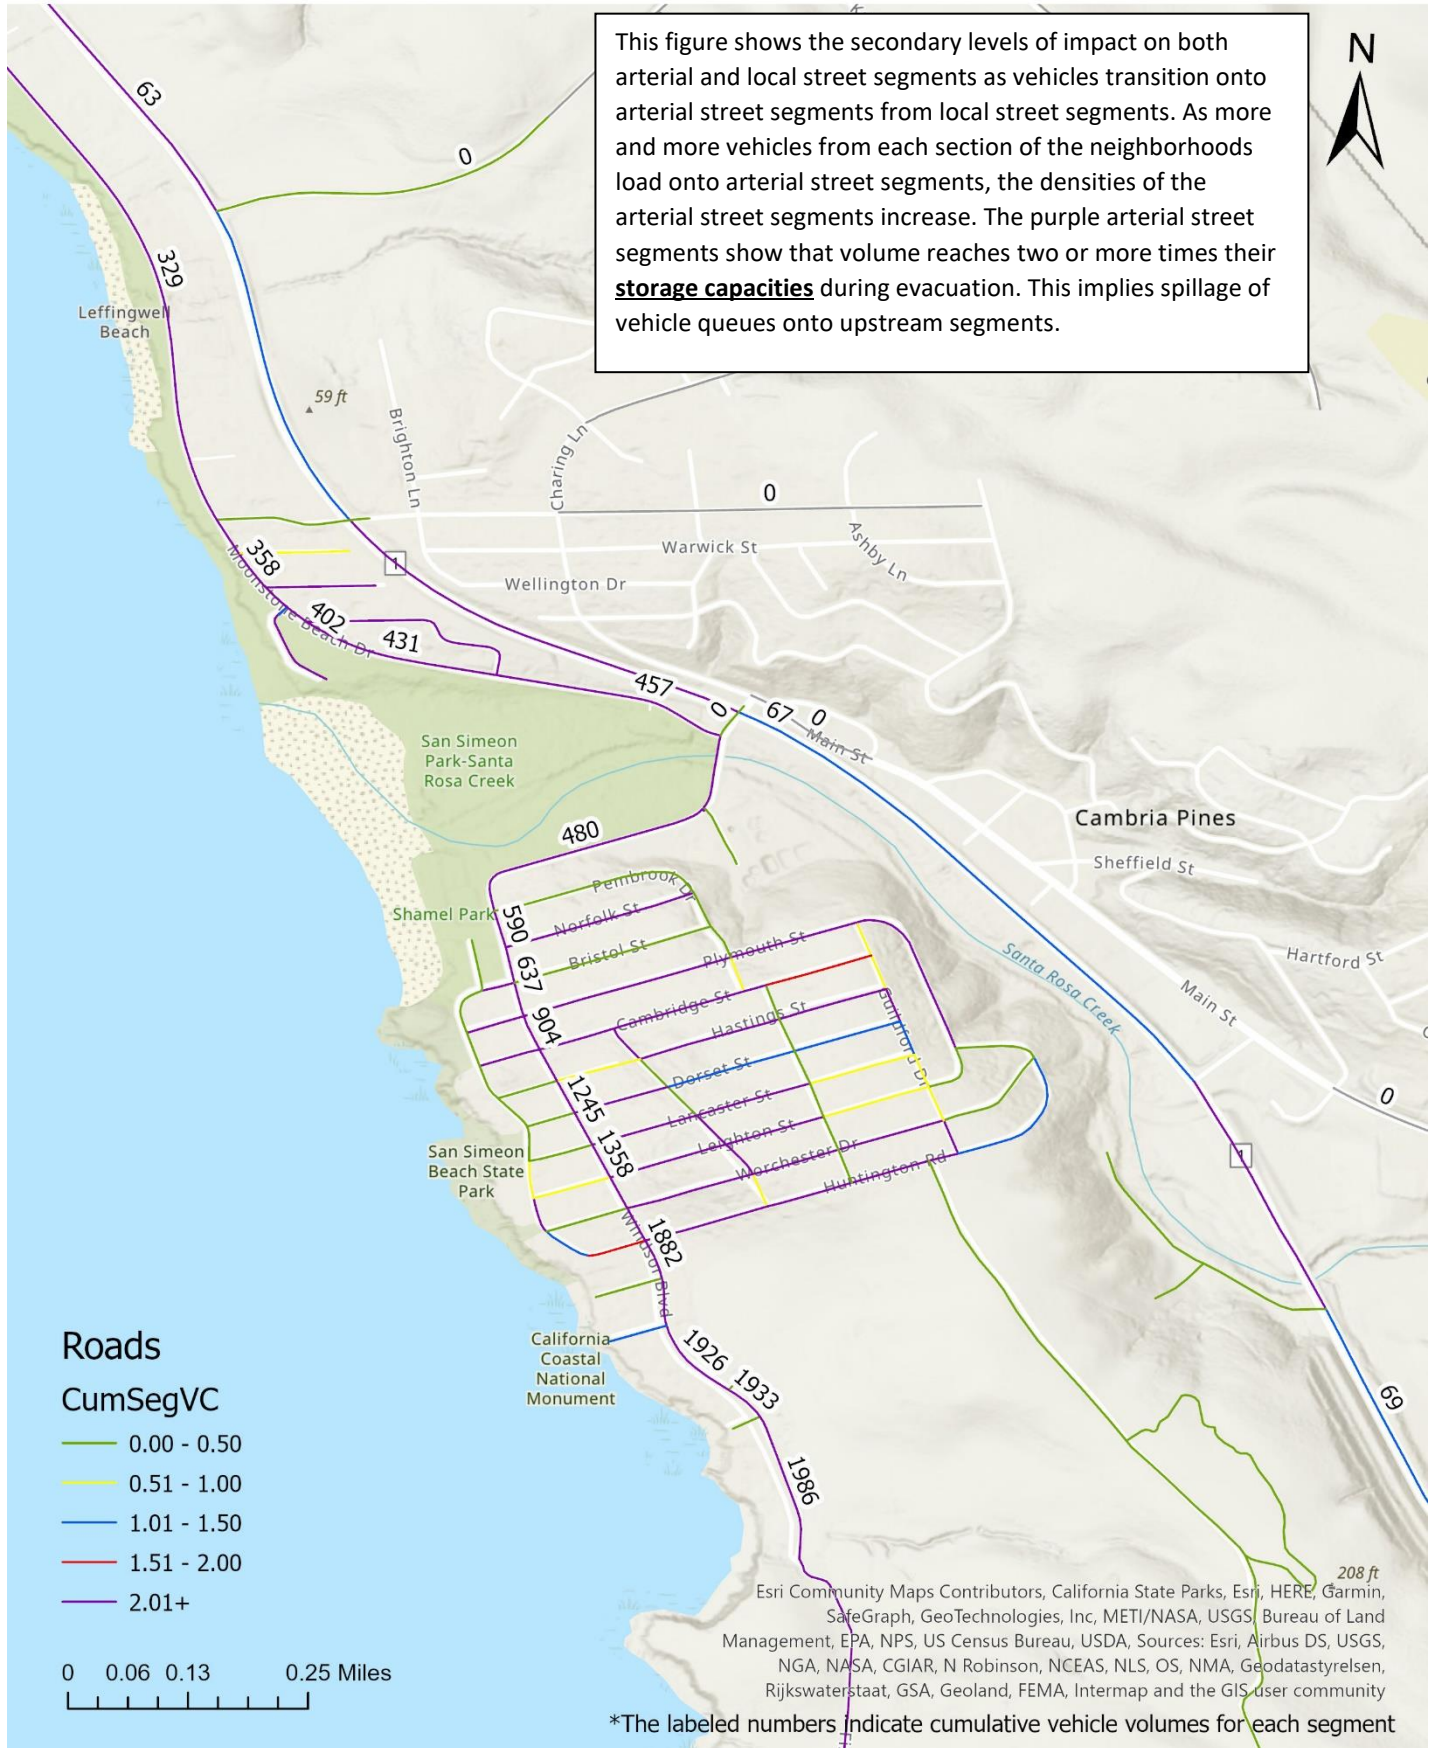 This figure shows the secondary levels of impact on both
arterial and local street segments as vehicles transition onto
arterial street segments from local street segments. As more
and more vehicles from each section of the neighborhoods
load onto arterial street segments, the densities of the
arterial street segments increase. The purple arterial street
segments show that volume reaches two or more times their
storage capacities during evacuation. This implies spillage of
vehicle queues onto upstream segments.
N
63
0
329
Leffingwell
Beach
59 ft
Brighton Ln
Charing Ln
0
Warwick St
Ashby Ln
Wellington Dr
1
358
Moonstone Beach Dr
402
431
457
0
67
0
Main St
San Simeon
Park-Santa
Rosa Creek
Cambria Pines
480
Sheffield St
Pembrook Dr
Shamel Park
590
Norfolk St
Bristol St
Plymouth St
Hartford St
637
Santa Rosa Creek
Main St
904
Cambridge St
Hastings St
Guildford Dr
Dorset St
1245
Lancaster St
0
1358
Leighton St
San Simeon
Beach State
Park
Worchester Dr
Huntington Rd
1
1882
Windsor Blvd
California
Coastal
National
Monument
1926
1933
69
1986
Roads
CumSegVC
0.00 - 0.50
0.51 - 1.00
1.01 - 1.50
1.51 - 2.00
2.01+
208 ft
0 0.06 0.13 0.25 Miles
Esri Community Maps Contributors, California State Parks, Esri, HERE, Garmin,
SafeGraph, GeoTechnologies, Inc, METI/NASA, USGS, Bureau of Land
Management, EPA, NPS, US Census Bureau, USDA, Sources: Esri, Airbus DS, USGS,
NGA, NASA, CGIAR, N Robinson, NCEAS, NLS, OS, NMA, Geodatastyrelsen,
Rijkswaterstaat, GSA, Geoland, FEMA, Intermap and the GIS user community
*The labeled numbers indicate cumulative vehicle volumes for each segment